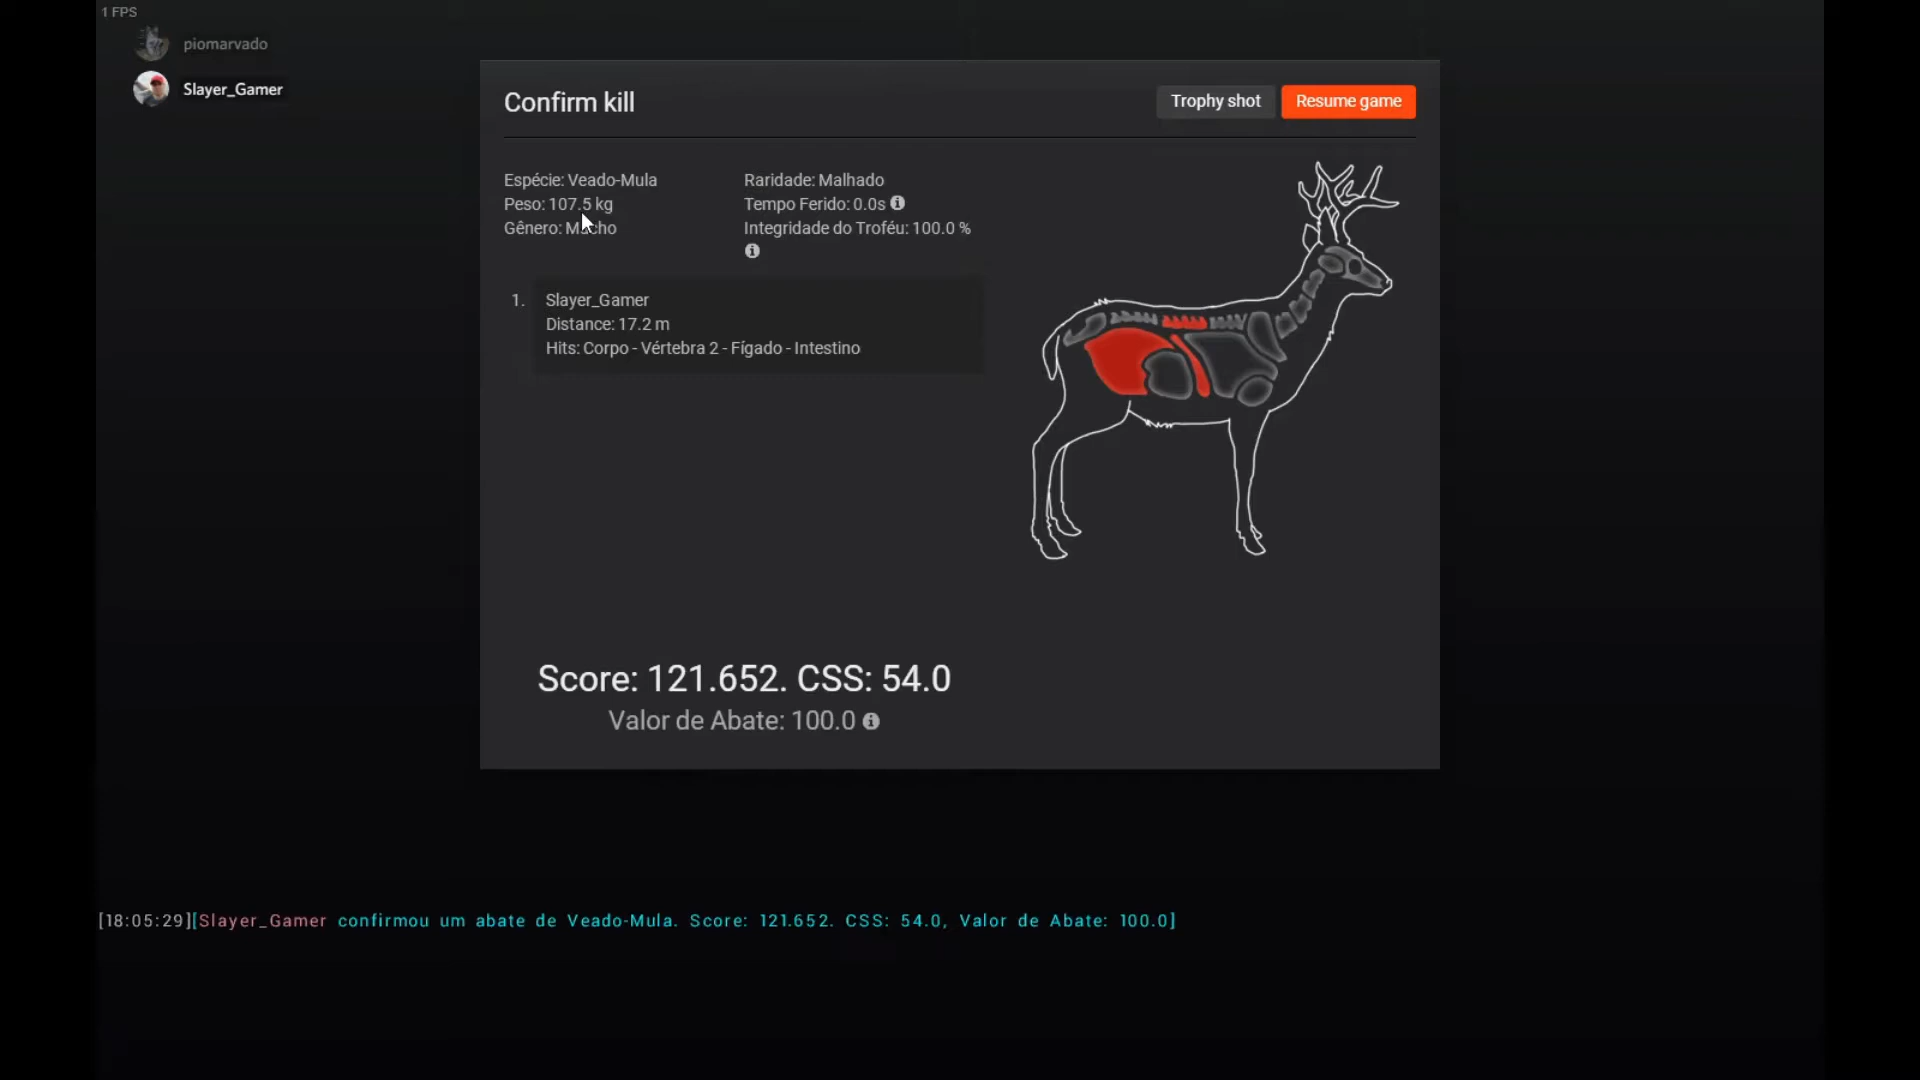 1 FPS
piomarvado
Slayer_Gamer
Confirm kill
Trophy shot
Resume game
Espécie: Veado-Mula
Peso: 107.5 kg
Gênero: Macho
Raridade: Malhado
Tempo Ferido: 0.0s
Integridade do Troféu: 100.0 %
1. Slayer_Gamer
Distance: 17.2 m
Hits: Corpo - Vértebra 2 - Fígado - Intestino
Score: 121.652. CSS: 54.0
Valor de Abate: 100.0
[18:05:29][Slayer_Gamer confirmou um abate de Veado-Mula. Score: 121.652. CSS: 54.0, Valor de Abate: 100.0]